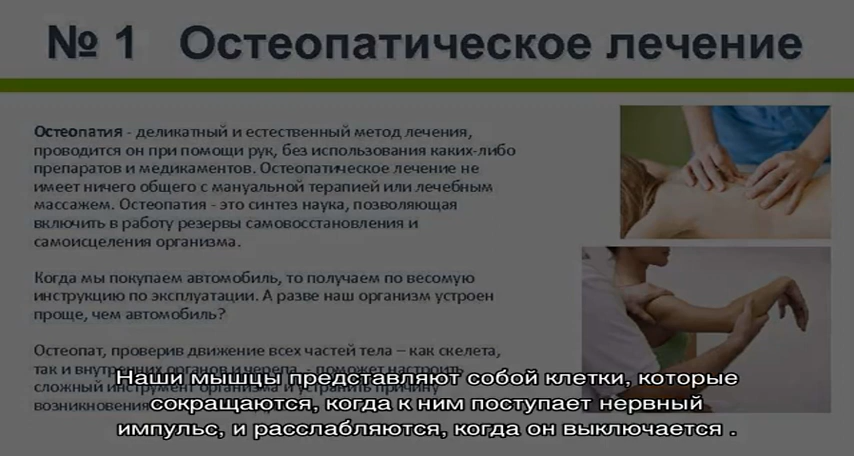 № 1 Остеопатическое лечение
Остеопатия - деликатный и естественный метод лечения,
проводится он при помощи рук, без использования каких-либо
препаратов и медикаментов. Остеопатическое лечение не
имеет ничего общего с мануальной терапией или лечебным
массажем. Остеопатия - это синтез наука, позволяющая
включить в работу резервы самовосстановления и
самоисцеления организма.
Когда мы покупаем автомобиль, то получаем по весомую
инструкцию по эксплуатации. А разве наш организм устроен
проще, чем автомобиль?
Остеопат, проверив движение всех частей тела – как скелета,
так и внутренних органов и черепа, - поможет настроить
сложный инструмент организма и устранить причину
возникновения
Наши мышцы представляют собой клетки, которые
сокращаются, когда к ним поступает нервный
импульс, и расслабляются, когда он выключается .